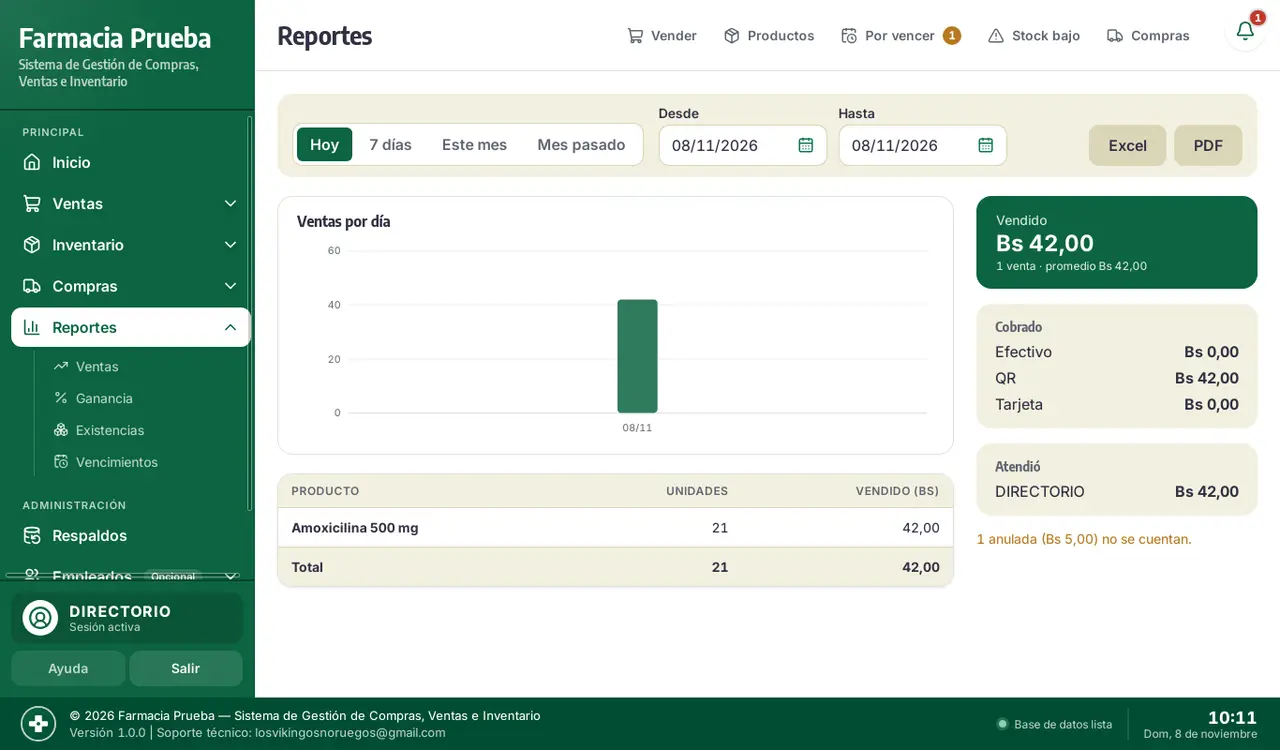 Farmacia Prueba
Sistema de Gestión de Compras,
Ventas e Inventario
PRINCIPAL
Inicio
Ventas
Inventario
Compras
Reportes
Ventas
Ganancia
Existencias
Vencimientos
ADMINISTRACIÓN
Respaldos
Empleados Opcional
DIRECTORIO
Sesión activa
Ayuda Salir
Reportes
Vender Productos Por vencer 1 Stock bajo Compras 1
Desde Hasta
Hoy 7 días Este mes Mes pasado 08/11/2026 08/11/2026 Excel PDF
Ventas por día
60
40
20
0
08/11
PRODUCTO UNIDADES VENDIDO (BS)
Amoxicilina 500 mg 21 42,00
Total 21 42,00
Vendido
Bs 42,00
1 venta · promedio Bs 42,00
Cobrado
Efectivo Bs 0,00
QR Bs 42,00
Tarjeta Bs 0,00
Atendió
DIRECTORIO Bs 42,00
1 anulada (Bs 5,00) no se cuentan.
© 2026 Farmacia Prueba — Sistema de Gestión de Compras, Ventas e Inventario
Versión 1.0.0 | Soporte técnico: losvikingosnoruegos@gmail.com
Base de datos lista
10:11
Dom, 8 de noviembre